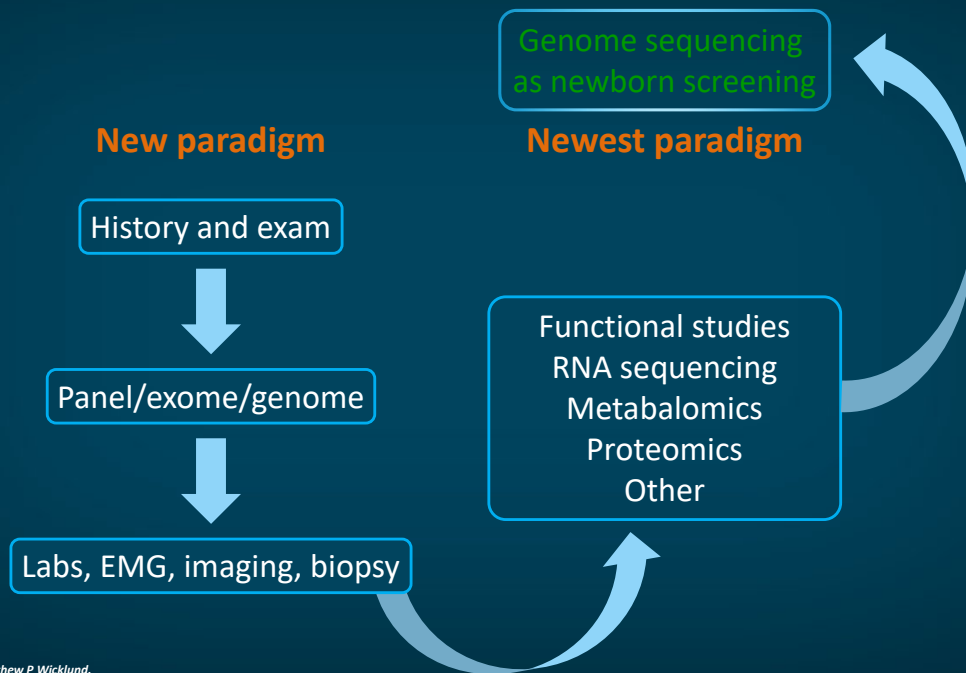 Genome sequencing
as newborn screening
New paradigm
Newest paradigm
History and exam
Panel/exome/genome
Labs, EMG, imaging, biopsy
Functional studies
RNA sequencing
Metabalomics
Proteomics
Other
P Wicklund,